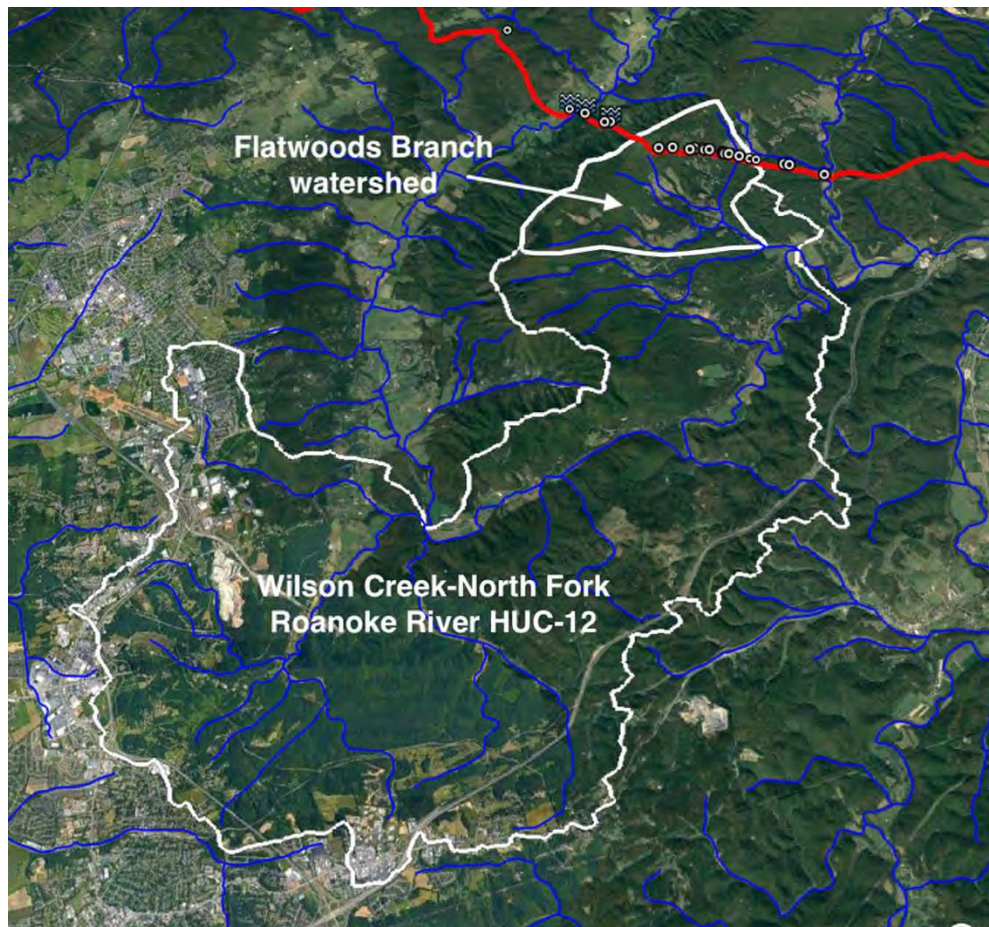 Flatwoods Branch
watershed
Wilson Creek-North Fork
Roanoke River HUC-12